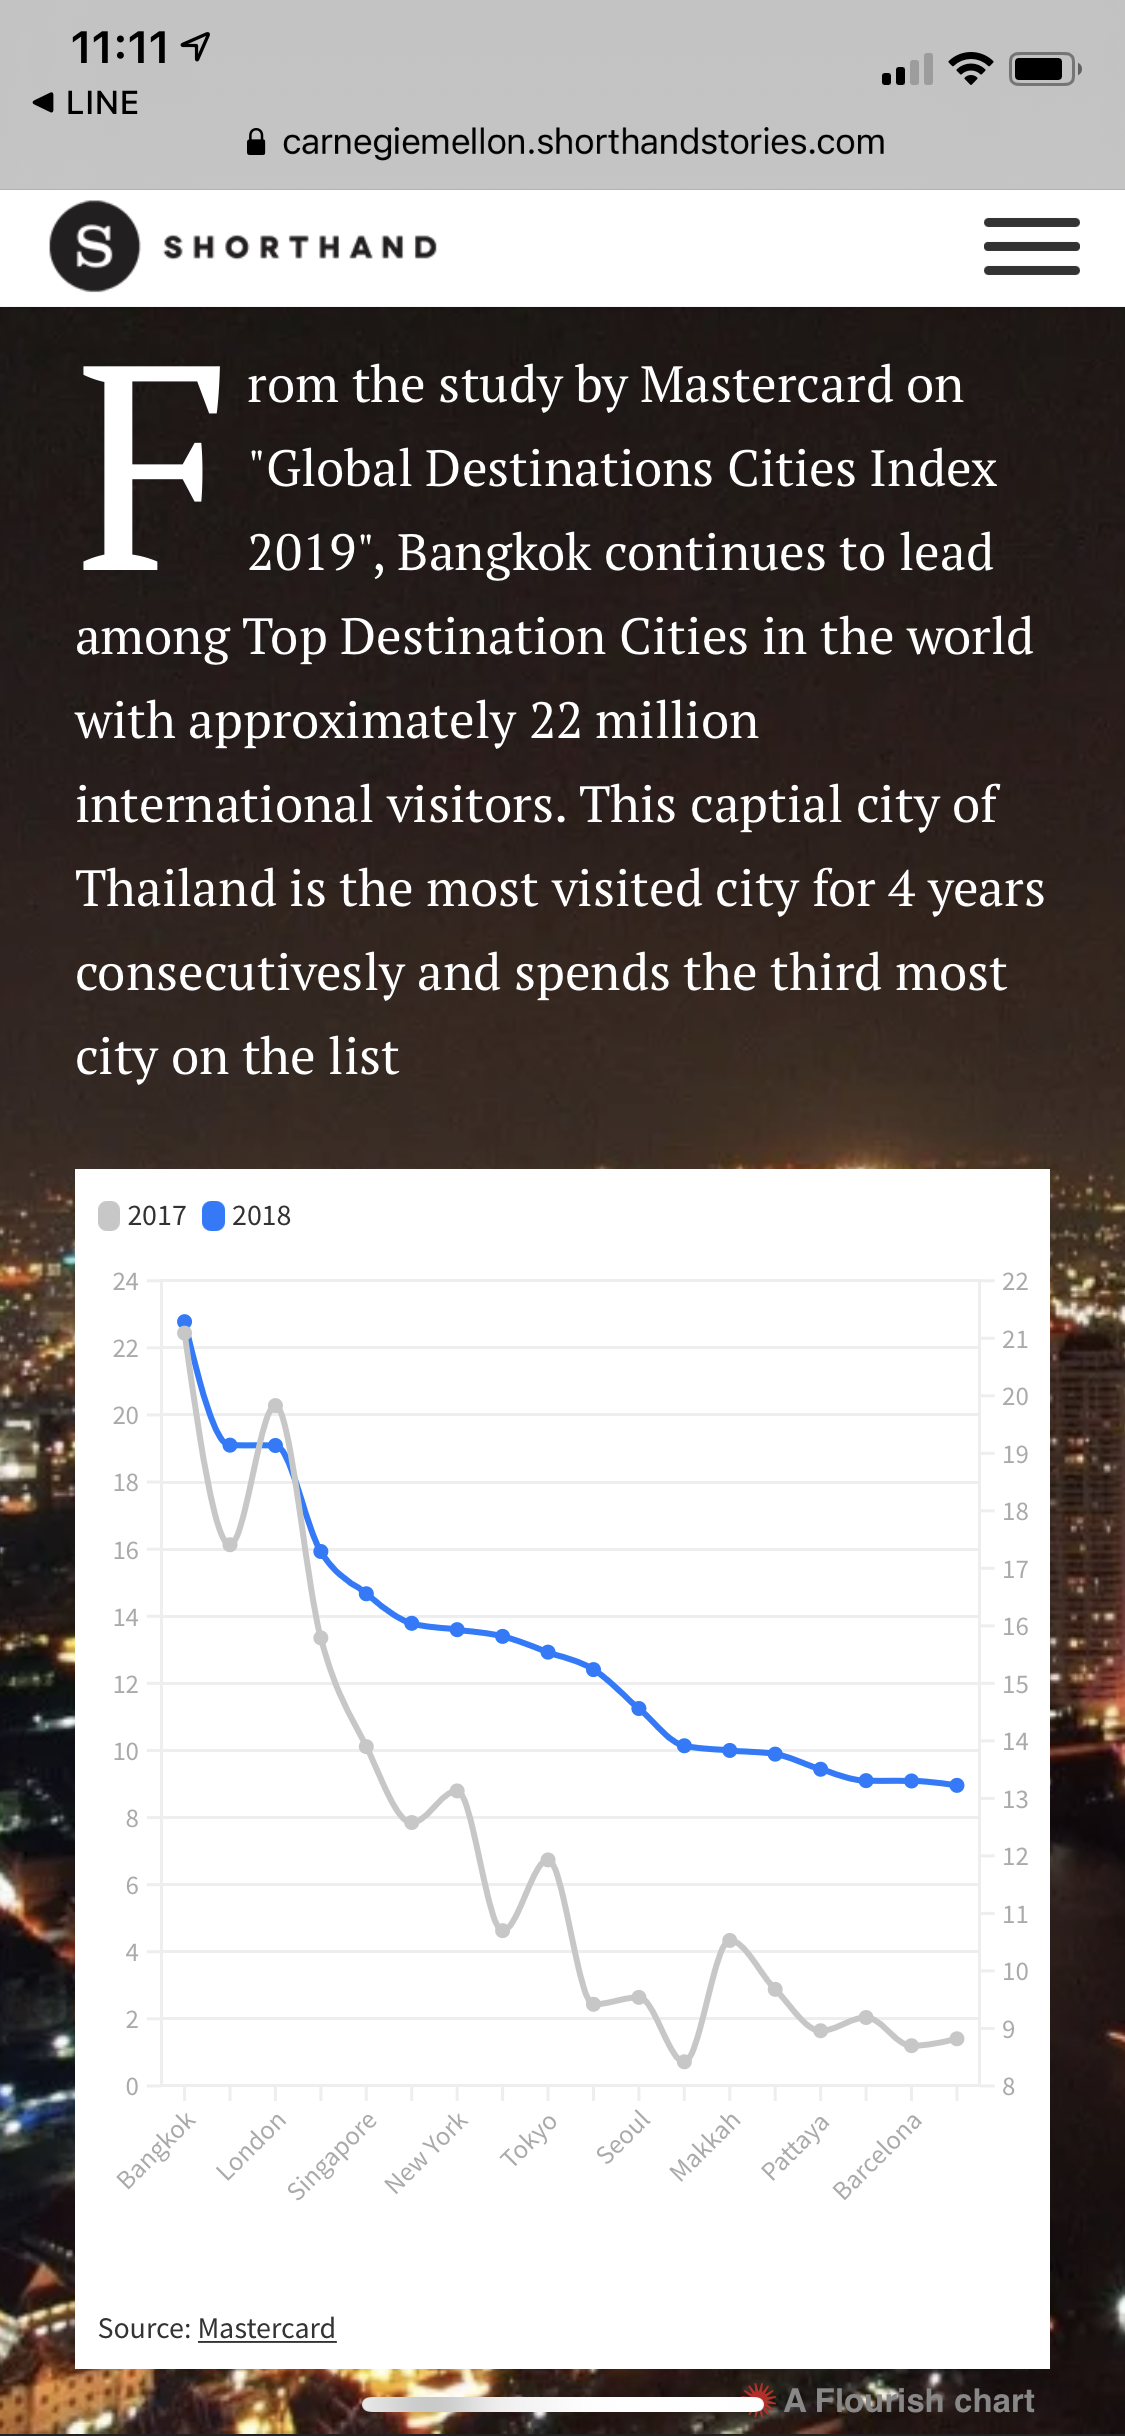 11:11
LINE
carnegiemellon.shorthandstories.com
S SHORTHAND
From the study by Mastercard on
"Global Destinations Cities Index
2019", Bangkok continues to lead
among Top Destination Cities in the world
with approximately 22 million
international visitors. This captial city of
Thailand is the most visited city for 4 years
consecutivesly and spends the third most
city on the list
2017 2018
24 22
22 21
20 20
18 19
16 18
14 17
12 16
10 15
8 14
6 13
4 12
2 11
0 10
9
8
Bangkok London Singapore New York Tokyo Seoul Makkah Pattaya Barcelona
Source: Mastercard
A Flourish chart